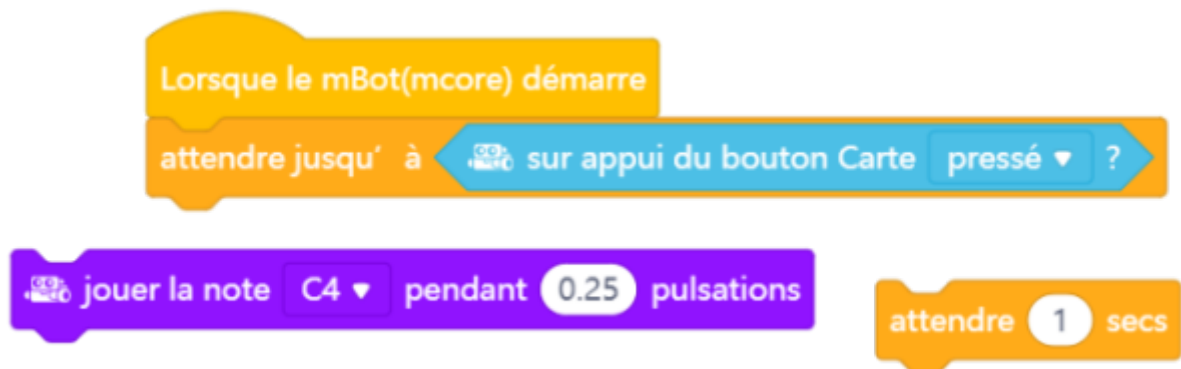 Lorsque le mBot(mcore) démarre
attendre jusqu' à sur appui du bouton Carte pressé ?
jouer la note C4 pendant 0.25 pulsations
attendre 1 secs